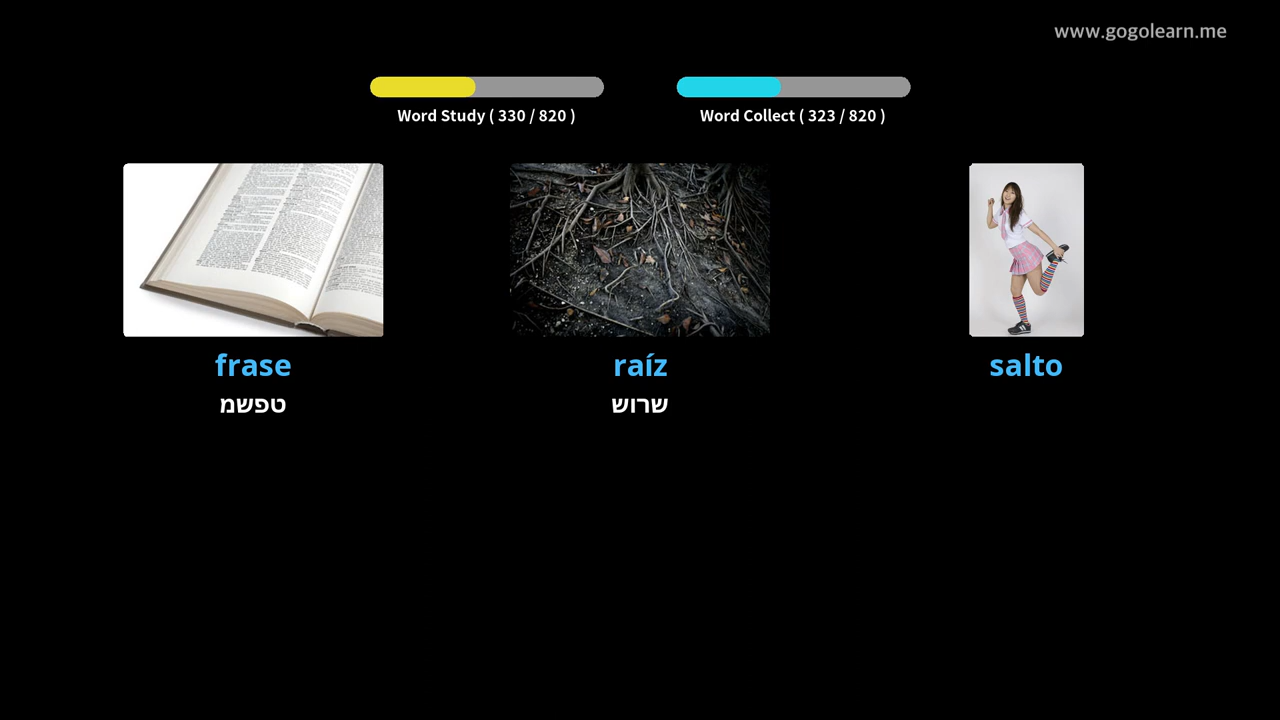 www.gogolearn.me
Word Study ( 330 / 820 )
Word Collect ( 323 / 820 )
frase
raíz
salto
משפט
שורש